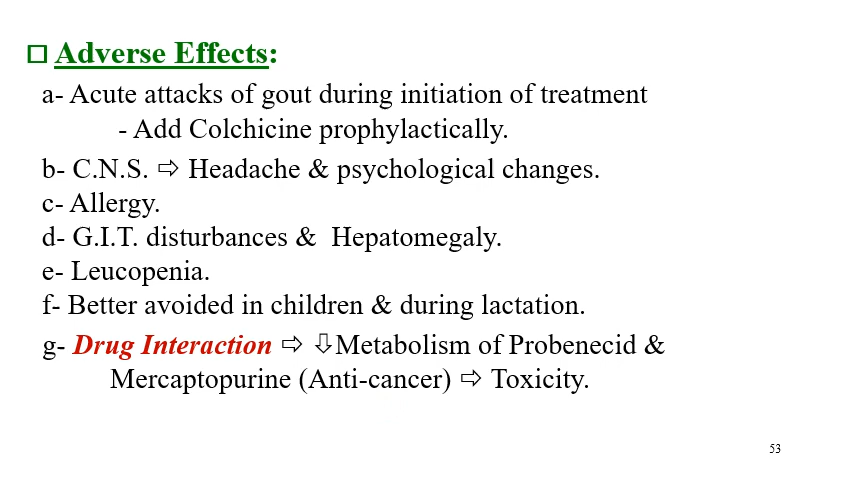 □ Adverse Effects:
a- Acute attacks of gout during initiation of treatment
- Add Colchicine prophylactically.
b- C.N.S. ⇨ Headache & psychological changes.
c- Allergy.
d- G.I.T. disturbances & Hepatomegaly.
e- Leucopenia.
f- Better avoided in children & during lactation.
g- Drug Interaction ⇨ ⇩Metabolism of Probenecid &
Mercaptopurine (Anti-cancer) ⇨ Toxicity.
53